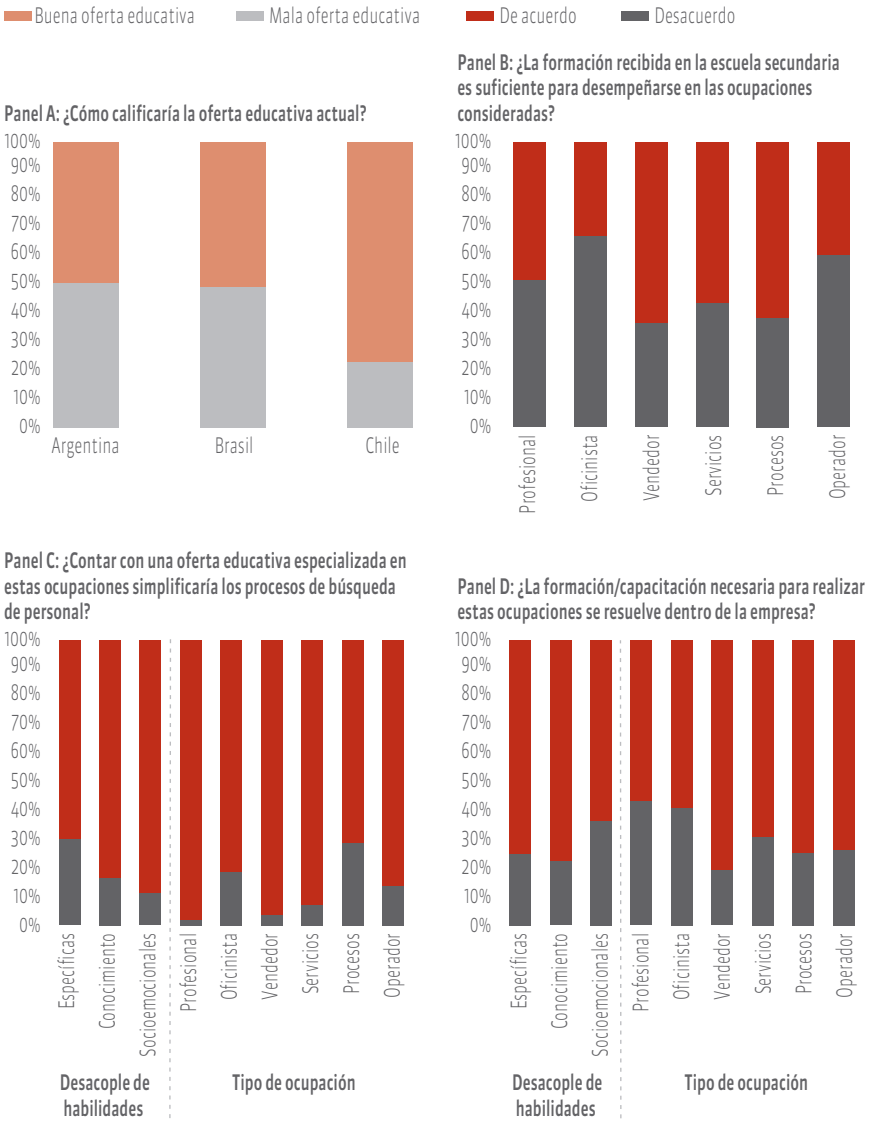 Buena oferta educativa
Mala oferta educativa
De acuerdo
Desacuerdo
Panel A: ¿Cómo calificaría la oferta educativa actual?
100%
90%
80%
70%
60%
50%
40%
30%
20%
10%
0%
Argentina
Brasil
Chile
Panel B: ¿La formación recibida en la escuela secundaria
es suficiente para desempeñarse en las ocupaciones
consideradas?
100%
90%
80%
70%
60%
50%
40%
30%
20%
10%
0%
Profesional
Oficinista
Vendedor
Servicios
Procesos
Operador
Panel C: ¿Contar con una oferta educativa especializada en
estas ocupaciones simplificaría los procesos de búsqueda
de personal?
100%
90%
80%
70%
60%
50%
40%
30%
20%
10%
0%
Específicas
Conocimiento
Socioemocionales
Profesional
Oficinista
Vendedor
Servicios
Procesos
Operador
Desacople de
habilidades
Tipo de ocupación
Panel D: ¿La formación/capacitación necesaria para realizar
estas ocupaciones se resuelve dentro de la empresa?
100%
90%
80%
70%
60%
50%
40%
30%
20%
10%
0%
Específicas
Conocimiento
Socioemocionales
Profesional
Oficinista
Vendedor
Servicios
Procesos
Operador
Desacople de
habilidades
Tipo de ocupación